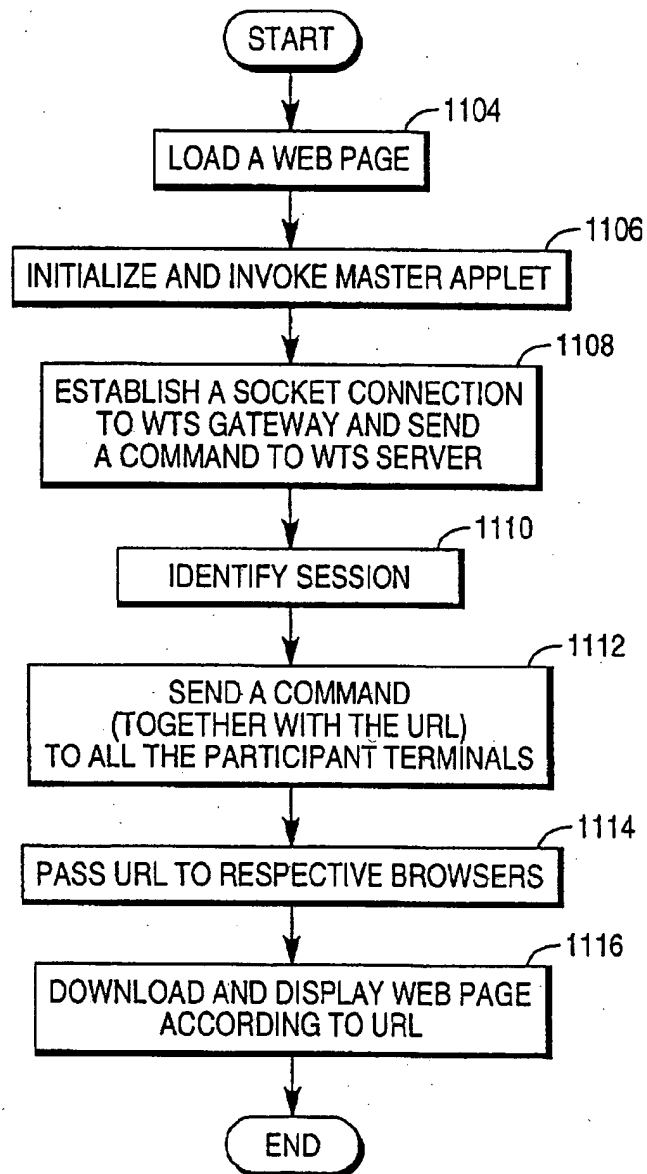 START
1104
LOAD A WEB PAGE
1106
INITIALIZE AND INVOKE MASTER APPLET
1108
ESTABLISH A SOCKET CONNECTION
TO WTS GATEWAY AND SEND
A COMMAND TO WTS SERVER
1110
IDENTIFY SESSION
1112
SEND A COMMAND
(TOGETHER WITH THE URL)
TO ALL THE PARTICIPANT TERMINALS
1114
PASS URL TO RESPECTIVE BROWSERS
1116
DOWNLOAD AND DISPLAY WEB PAGE
ACCORDING TO URL
END